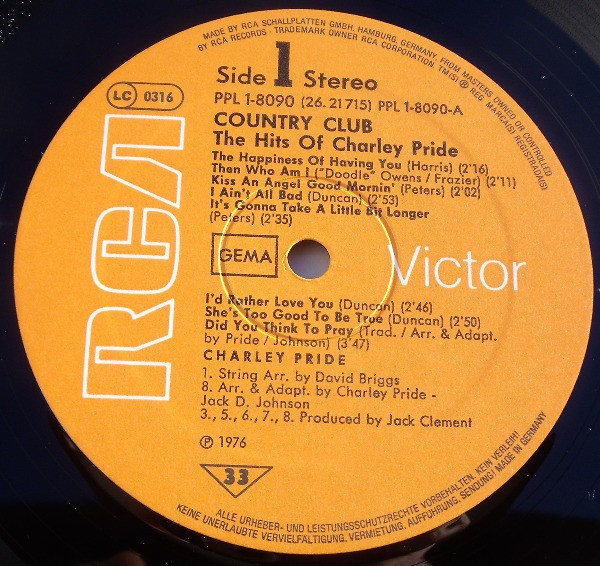 MADE BY RCA SCHALLPLATTEN GMBH, HAMBURG, GERMANY, FROM MASTERS OWNED OR CONTROLLED
BY RCA RECORDS · TRADEMARK OWNER RCA CORPORATION TM(S) ® REG. MARCA(S) REGISTRADA(S)
Side 1 Stereo
LC 0316
PPL 1-8090 (26.21715) PPL 1-8090-A
COUNTRY CLUB
The Hits Of Charley Pride
The Happiness Of Having You (Harris) (2'16)
Then Who Am I ("Doodle" Owens / Frazier) (2'11)
Kiss An Angel Good Mornin' (Peters) (2'02)
I Ain't All Bad (Duncan) (2'53)
It's Gonna Take A Little Bit Longer
(Peters) (2'35)
RCA
GEMA
Victor
I'd Rather Love You (Duncan) (2'46)
She's Too Good To Be True (Duncan) (2'50)
Did You Think To Pray (Trad. / Arr. & Adapt.
by Pride / Johnson) (3'47)
CHARLEY PRIDE
1. String Arr. by David Briggs
8. Arr. & Adapt. by Charley Pride -
Jack D. Johnson
3., 5., 6., 7., 8. Produced by Jack Clement
℗ 1976
33
ALLE URHEBER- UND LEISTUNGSSCHUTZRECHTE VORBEHALTEN. KEIN VERLEIH!
KEINE UNERLAUBTE VERVIELFÄLTIGUNG, VERMIETUNG, AUFFÜHRUNG, SENDUNG! MADE IN GERMANY